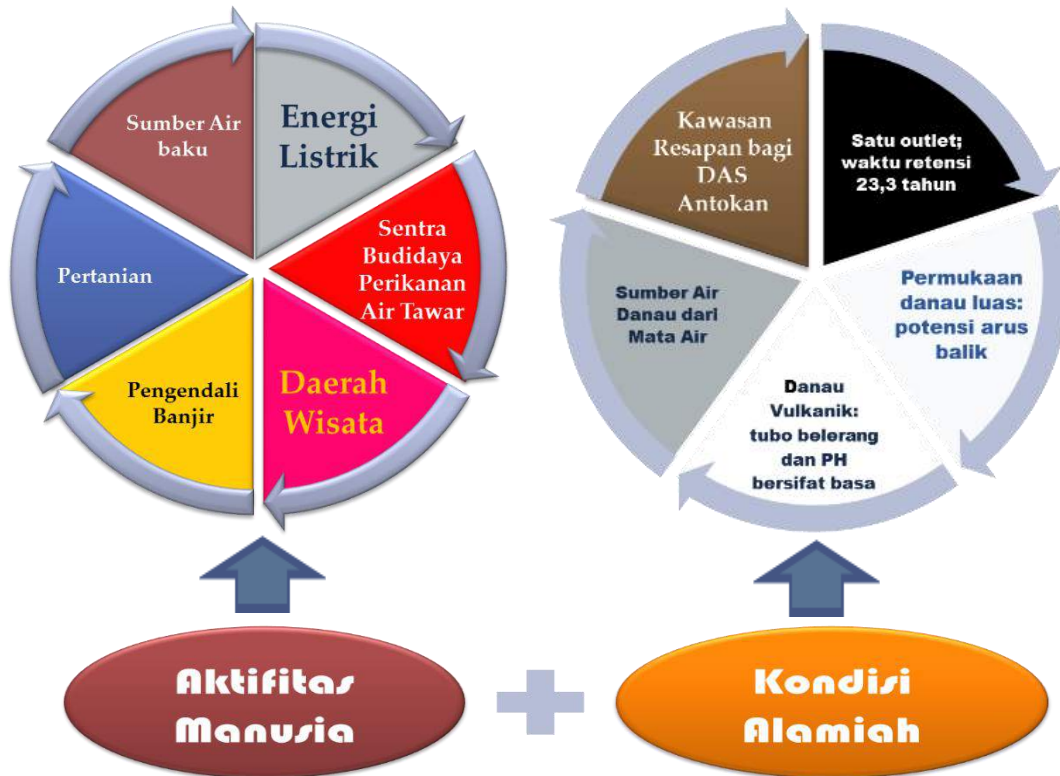 Sumber Air
baku
Energi
Listrik
Sentra
Budidaya
Perikanan
Air Tawar
Daerah
Wisata
Pengendali
Banjir
Pertanian
Kawasan
Resapan bagi
DAS
Antokan
Satu outlet;
waktu retensi
23,3 tahun
Permukaan
danau luas:
potensi arus
balik
Danau
Vulkanik:
tubo belerang
dan PH
bersifat basa
Sumber Air
Danau dari
Mata Air
Aktifitas
Manusia
Kondisi
Alamiah